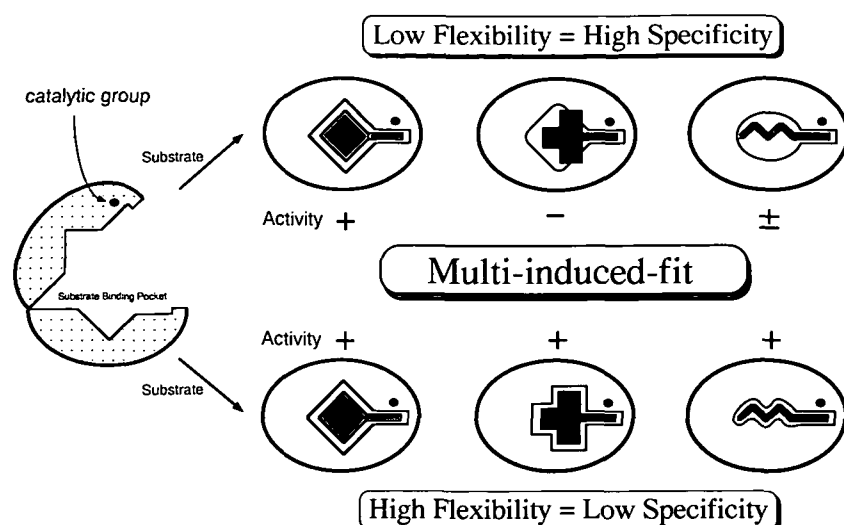 Low Flexibility = High Specificity
catalytic group
Substrate
Activity + − ±
Multi-induced-fit
Substrate Binding Pocket
Activity + + +
Substrate
High Flexibility = Low Specificity